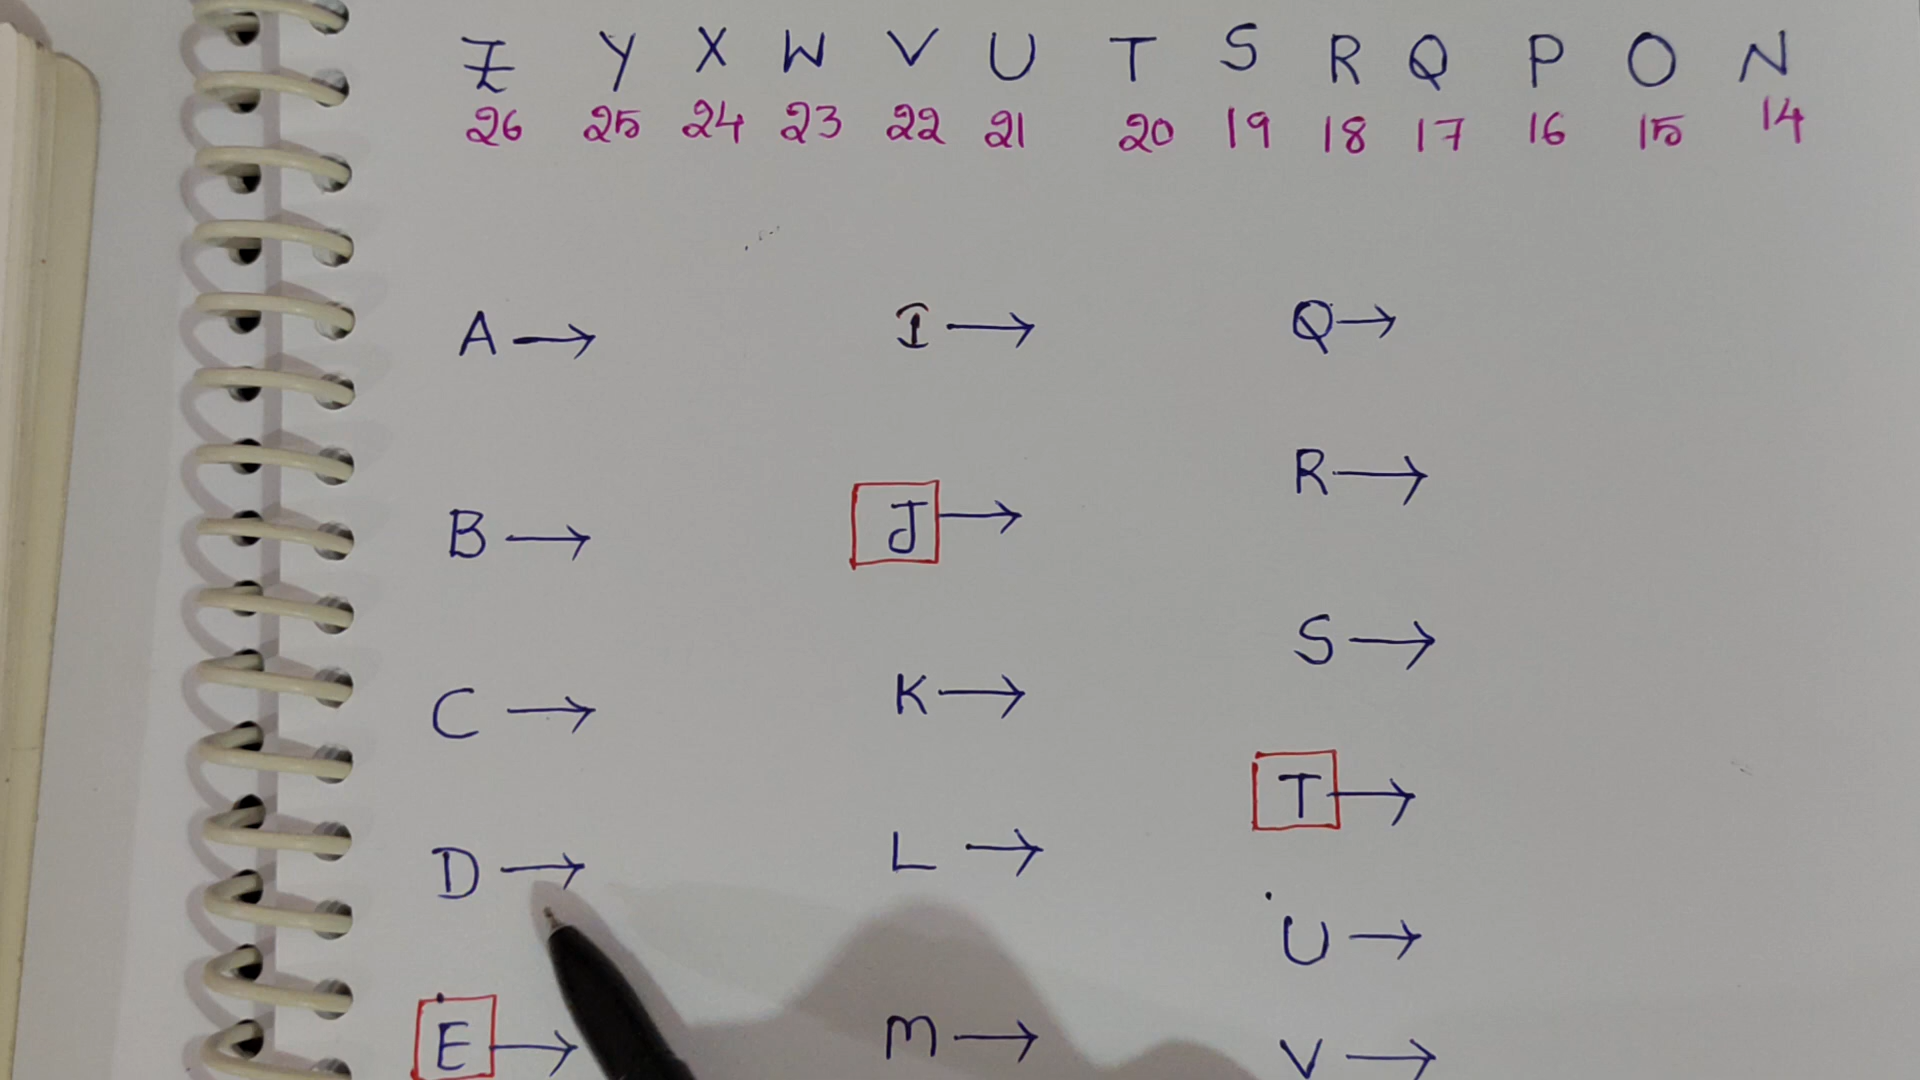 Z Y X W V U T S R Q P O N
26 25 24 23 22 21 20 19 18 17 16 15 14
A → I → Q →
B → J → R →
C → K → S →
D → L → T →
E → M → U →
V →